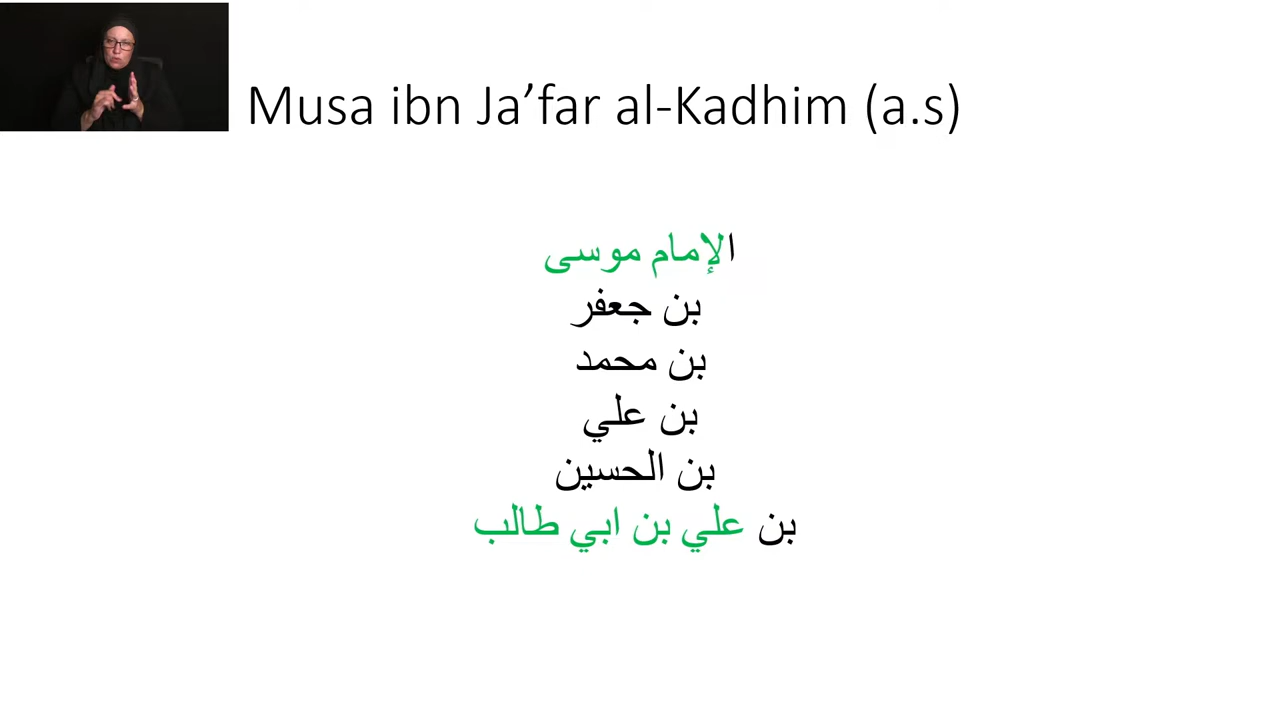 Musa ibn Ja’far al-Kadhim (a.s)
الإمام موسى
بن جعفر
بن محمد
بن علي
بن الحسين
بن علي بن ابي طالب